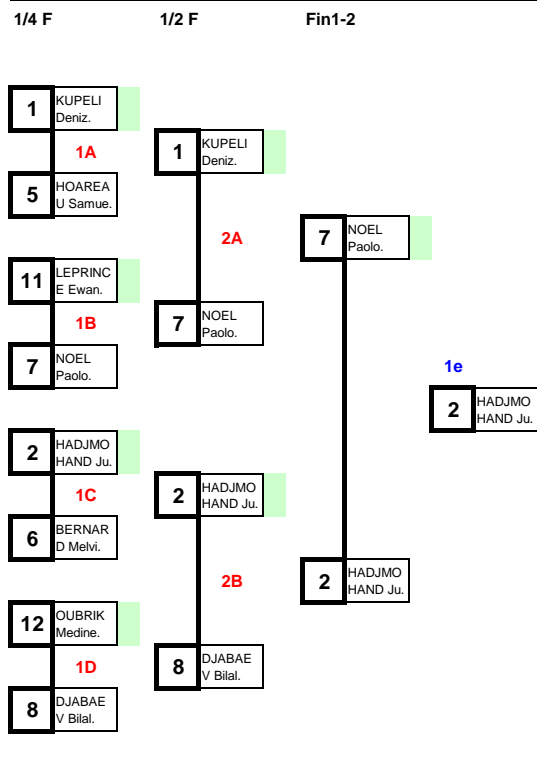 1/4 F 1/2 F Fin1-2
1 KUPELI
Deniz.
1A
5 HOAREA
U Samue.
11 LEPRINC
E Ewan.
1B
7 NOEL
Paolo.
2 HADJMO
HAND Ju.
1C
6 BERNAR
D Melvi.
12 OUBRIK
Medine.
1D
8 DJABAE
V Bilal.
1 KUPELI
Deniz.
2A
7 NOEL
Paolo.
2 HADJMO
HAND Ju.
2B
8 DJABAE
V Bilal.
7 NOEL
Paolo.
2 HADJMO
HAND Ju.
1e
2 HADJMO
HAND Ju.